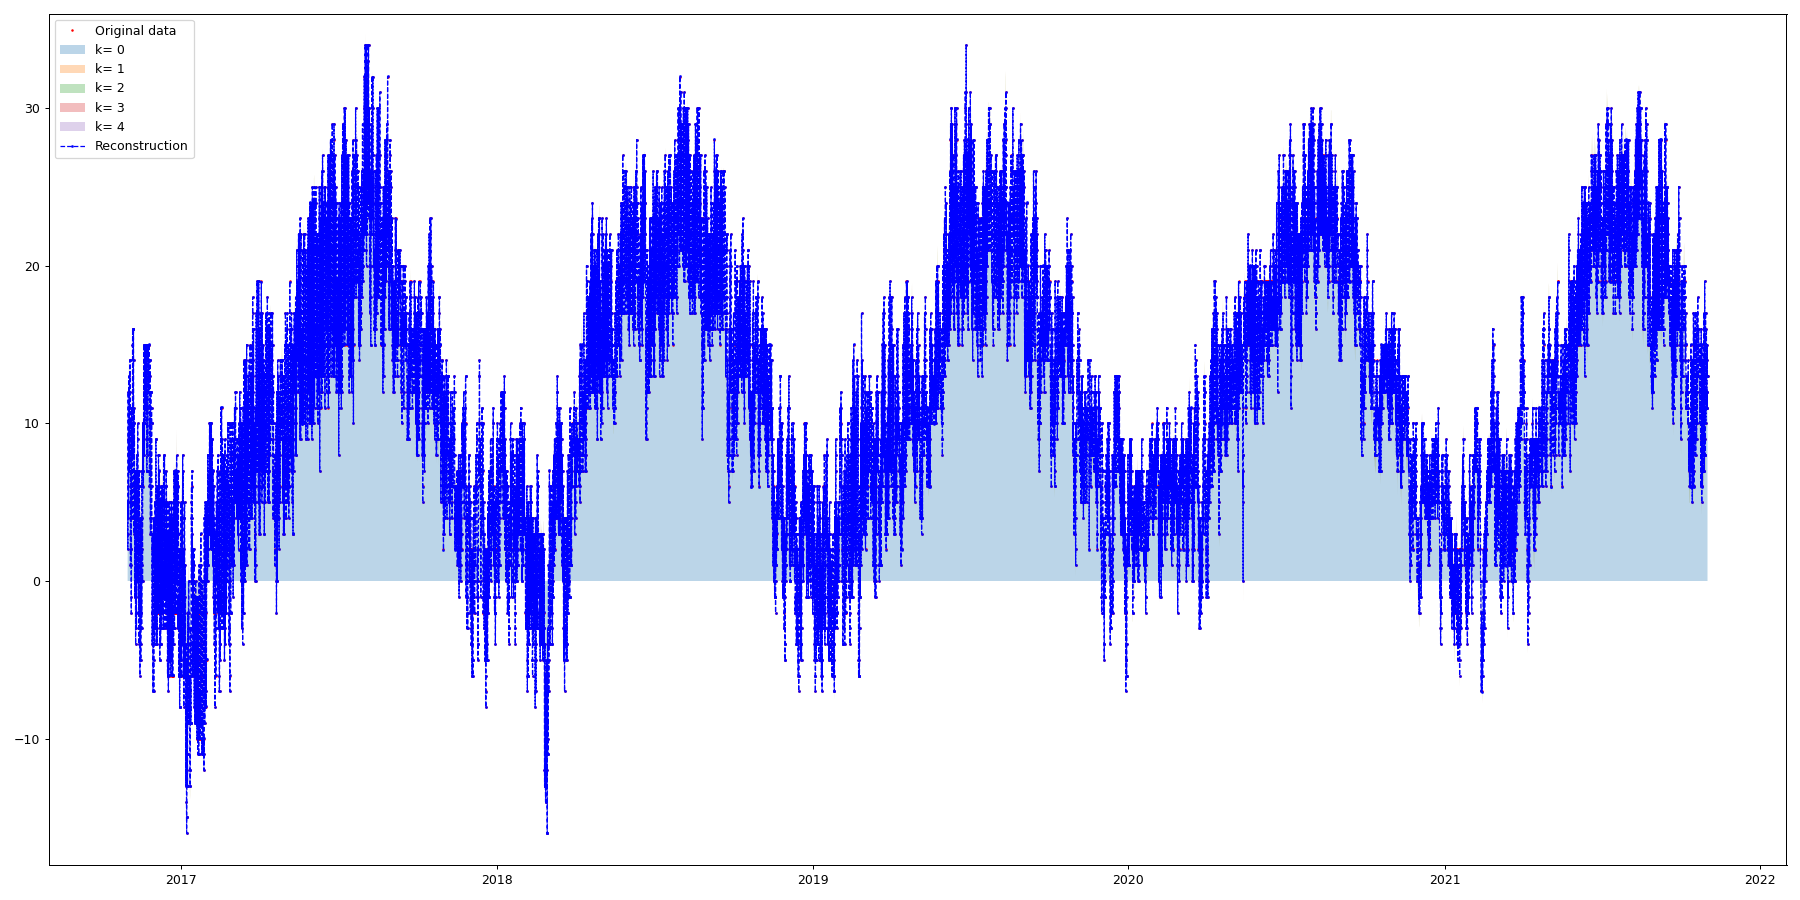 Original data
k= 0
k= 1
k= 2
k= 3
k= 4
Reconstruction
30
20
10
0
−10
2017 2018 2019 2020 2021 2022